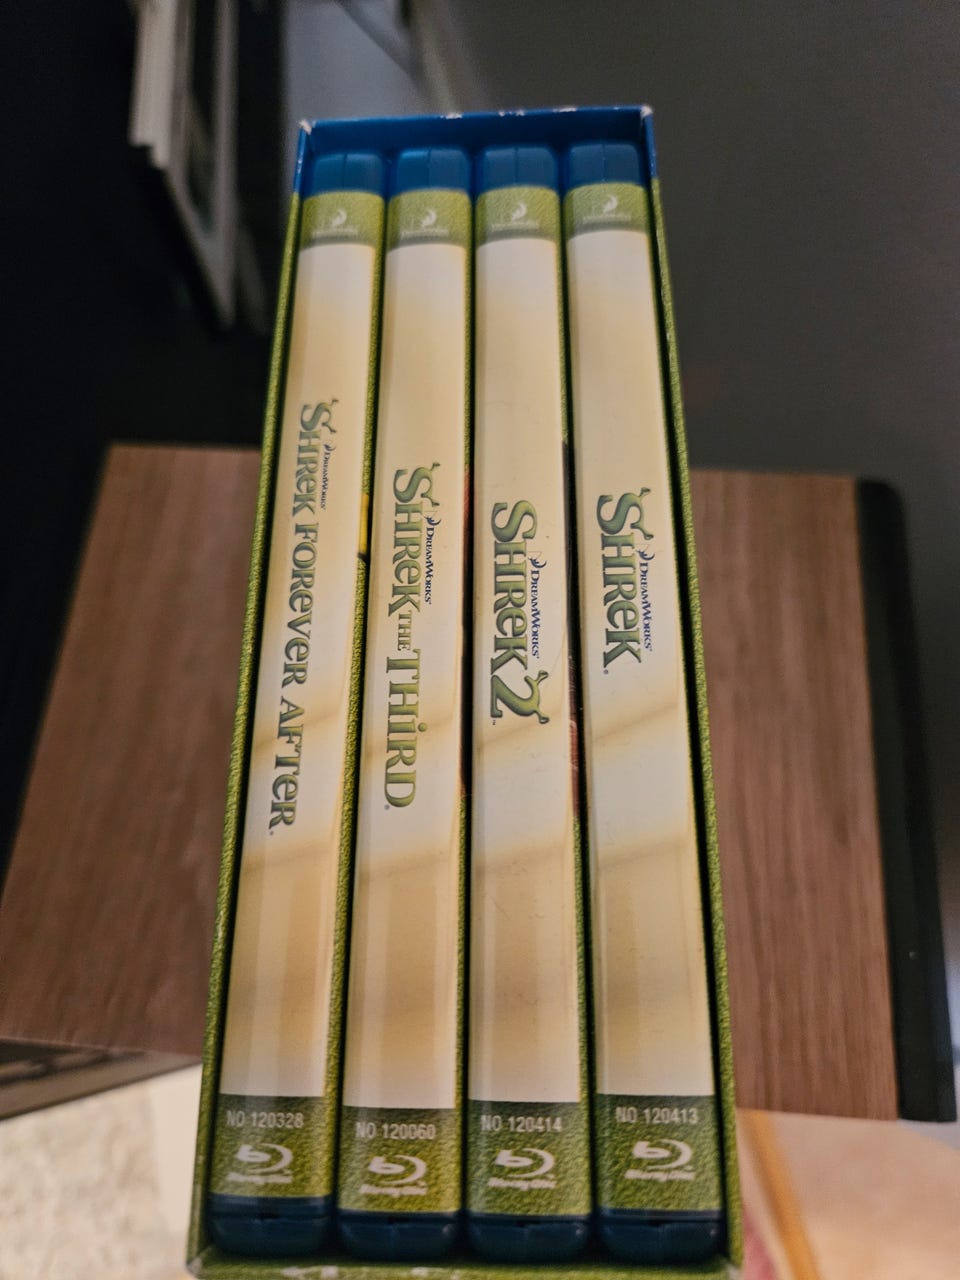 DREAMWORKS
SHREK FOREVER AFTER
NO 120328
DREAMWORKS
SHREK THE THIRD
NO 120060
DREAMWORKS
SHREK 2
NO 120414
DREAMWORKS
SHREK
NO 120413